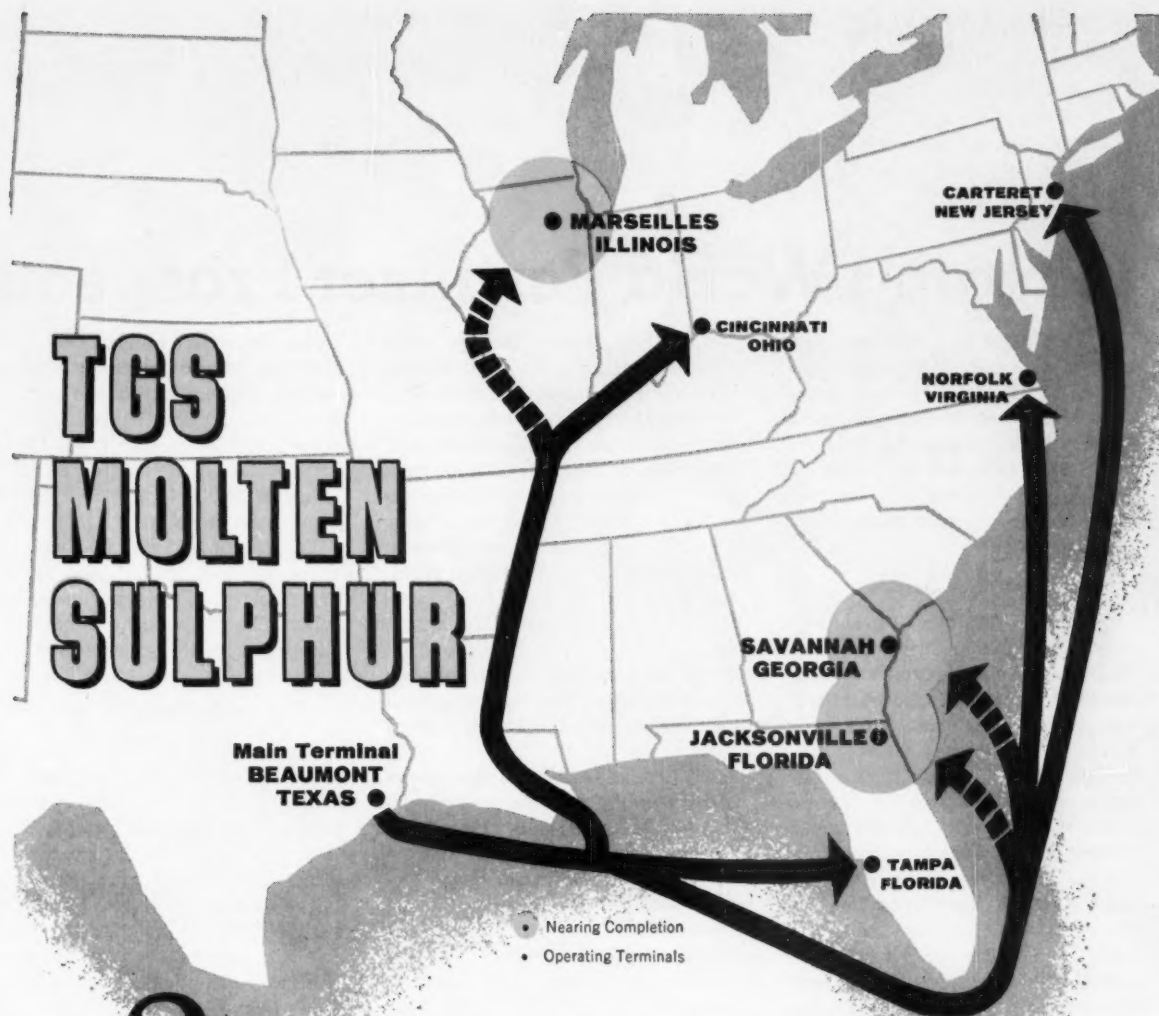 TGS
MOLTEN
SULPHUR
MARSEILLES
ILLINOIS
CINCINNATI
OHIO
CARTERET
NEW JERSEY
NORFOLK
VIRGINIA
SAVANNAH
GEORGIA
JACKSONVILLE
FLORIDA
Main Terminal
BEAUMONT
TEXAS
TAMPA
FLORIDA
Nearing Completion
Operating Terminals